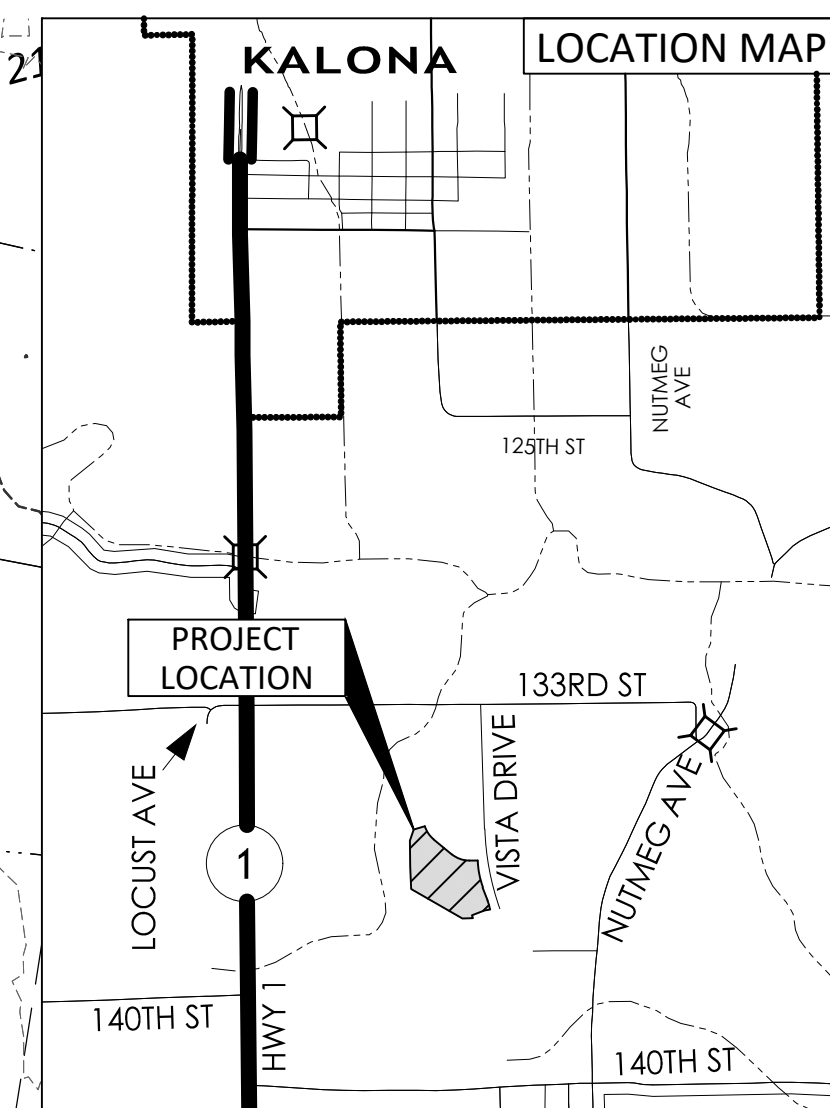 LOCATION MAP
KALONA
NUTMEG
AVE
125TH ST
PROJECT
LOCATION
133RD ST
VISTA DRIVE
LOCUST AVE
1
NUTMEG AVE
HWY 1
140TH ST
140TH ST